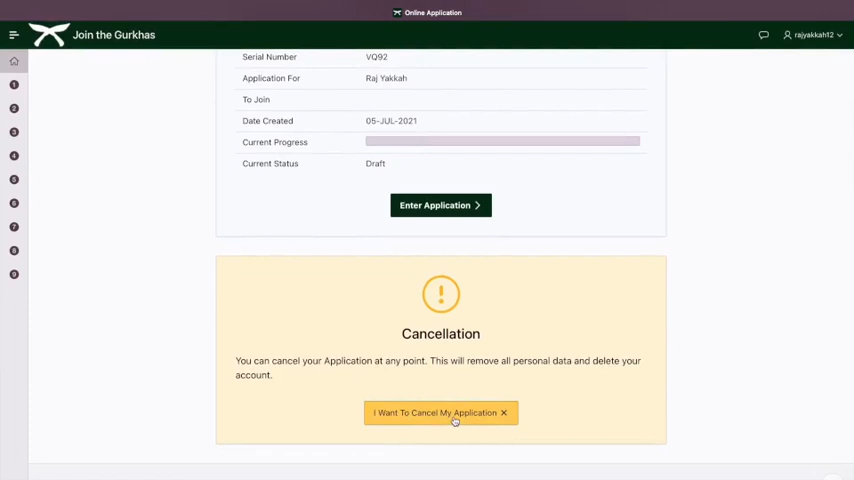 Online Application
Join the Gurkhas
rajyakkah12
Serial Number VQ92
Application For Raj Yakkah
To Join
Date Created 05-JUL-2021
Current Progress
Current Status Draft
Enter Application
Cancellation
You can cancel your Application at any point. This will remove all personal data and delete your
account.
I Want To Cancel My Application
1
2
3
4
5
6
7
8
9